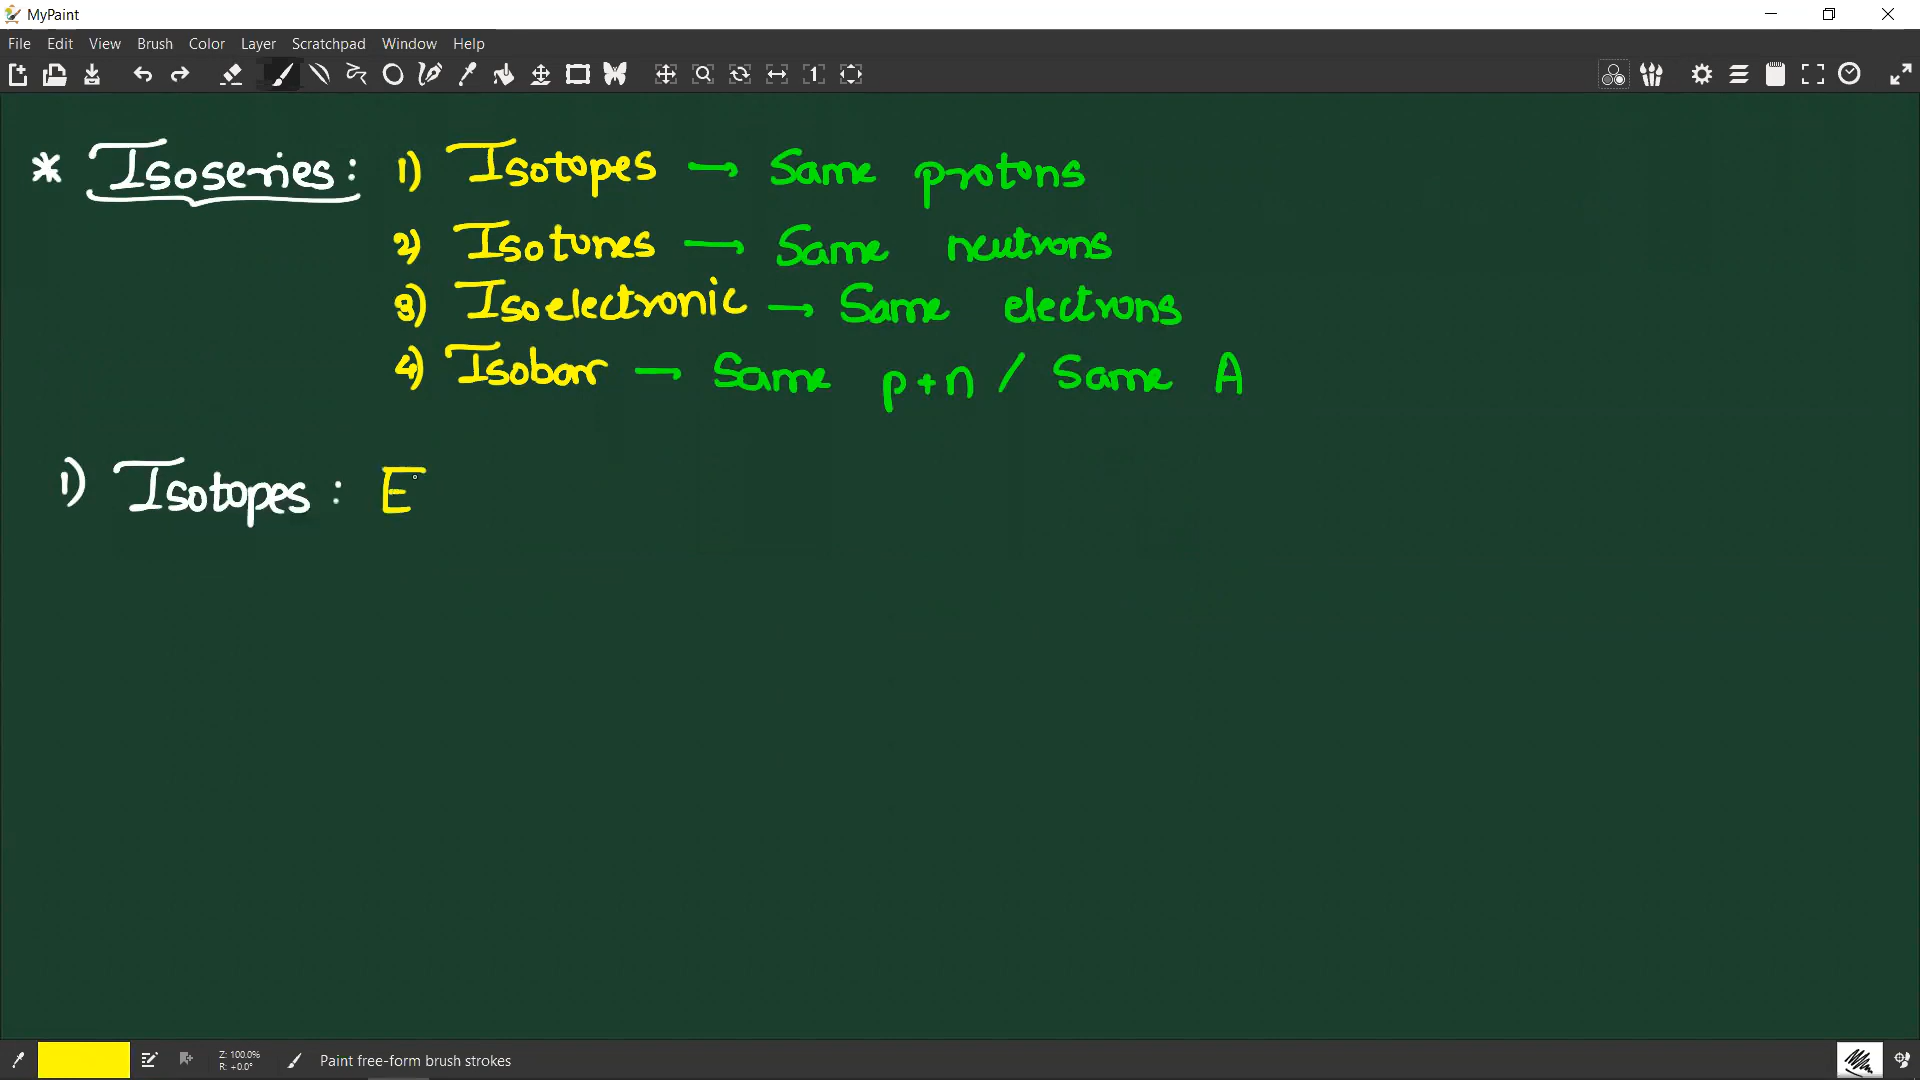 MyPaint
File Edit View Brush Color Layer Scratchpad Window Help
* Isoseries: 1) Isotopes → Same protons
2) Isotones → Same neutrons
3) Isoelectronic → Same electrons
4) Isobar — Same p+n / Same A
1) Isotopes : E
Z: 100.0%
R: +0.0°
Paint free-form brush strokes